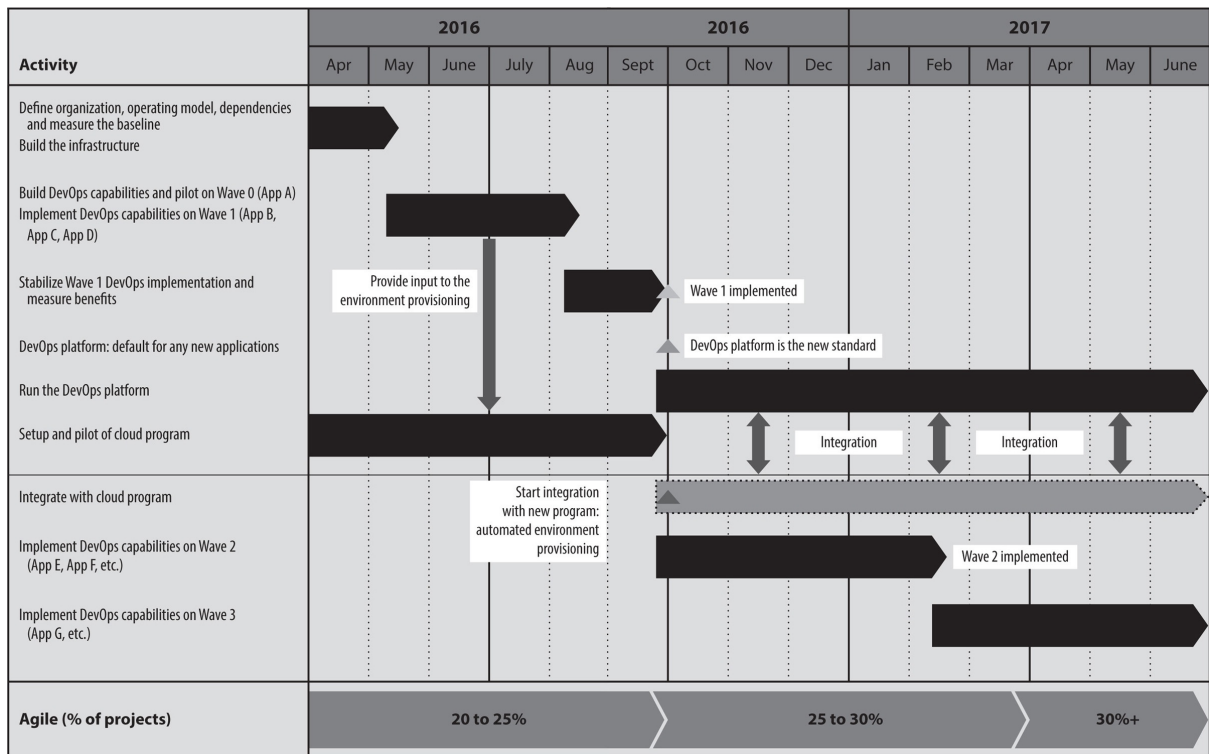 2016 2016 2017
Activity Apr May June July Aug Sept Oct Nov Dec Jan Feb Mar Apr May June
Define organization, operating model, dependencies
and measure the baseline
Build the infrastructure
Build DevOps capabilities and pilot on Wave 0 (App A)
Implement DevOps capabilities on Wave 1 (App B,
App C, App D)
Stabilize Wave 1 DevOps implementation and
measure benefits
Provide input to the
environment provisioning
Wave 1 implemented
DevOps platform: default for any new applications
DevOps platform is the new standard
Run the DevOps platform
Setup and pilot of cloud program
Integration Integration
Integrate with cloud program
Start integration
with new program:
automated environment
provisioning
Implement DevOps capabilities on Wave 2
(App E, App F, etc.)
Wave 2 implemented
Implement DevOps capabilities on Wave 3
(App G, etc.)
Agile (% of projects) 20 to 25% 25 to 30% 30%+